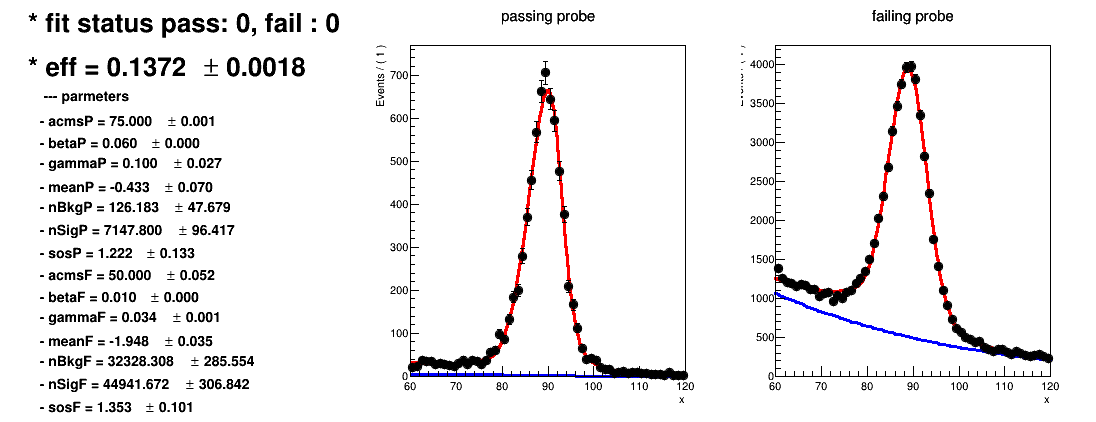 * fit status pass: 0, fail : 0
* eff = 0.1372 ± 0.0018
--- parmeters
- acmsP = 75.000 ± 0.001
- betaP = 0.060 ± 0.000
- gammaP = 0.100 ± 0.027
- meanP = -0.433 ± 0.070
- nBkgP = 126.183 ± 47.679
- nSigP = 7147.800 ± 96.417
- sosP = 1.222 ± 0.133
- acmsF = 50.000 ± 0.052
- betaF = 0.010 ± 0.000
- gammaF = 0.034 ± 0.001
- meanF = -1.948 ± 0.035
- nBkgF = 32328.308 ± 285.554
- nSigF = 44941.672 ± 306.842
- sosF = 1.353 ± 0.101
passing probe
Events / ( 1 )
700
600
500
400
300
200
100
0
60 70 80 90 100 110 120
x
failing probe
4000
3500
3000
2500
2000
1500
1000
500
0
60 70 80 90 100 110 120
x